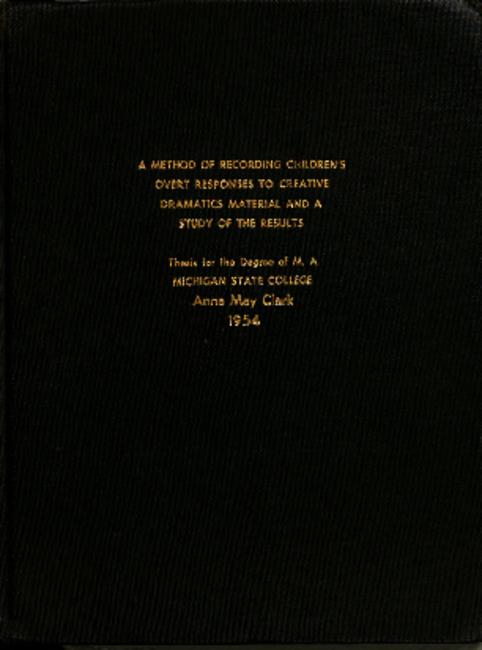 A METHOD OF RECORDING CHILDREN'S
OVERT RESPONSES TO CREATIVE
DRAMATICS MATERIAL AND A
STUDY OF THE RESULTS
Thesis for the Degree of M. A.
MICHIGAN STATE COLLEGE
Anne May Clark
1954